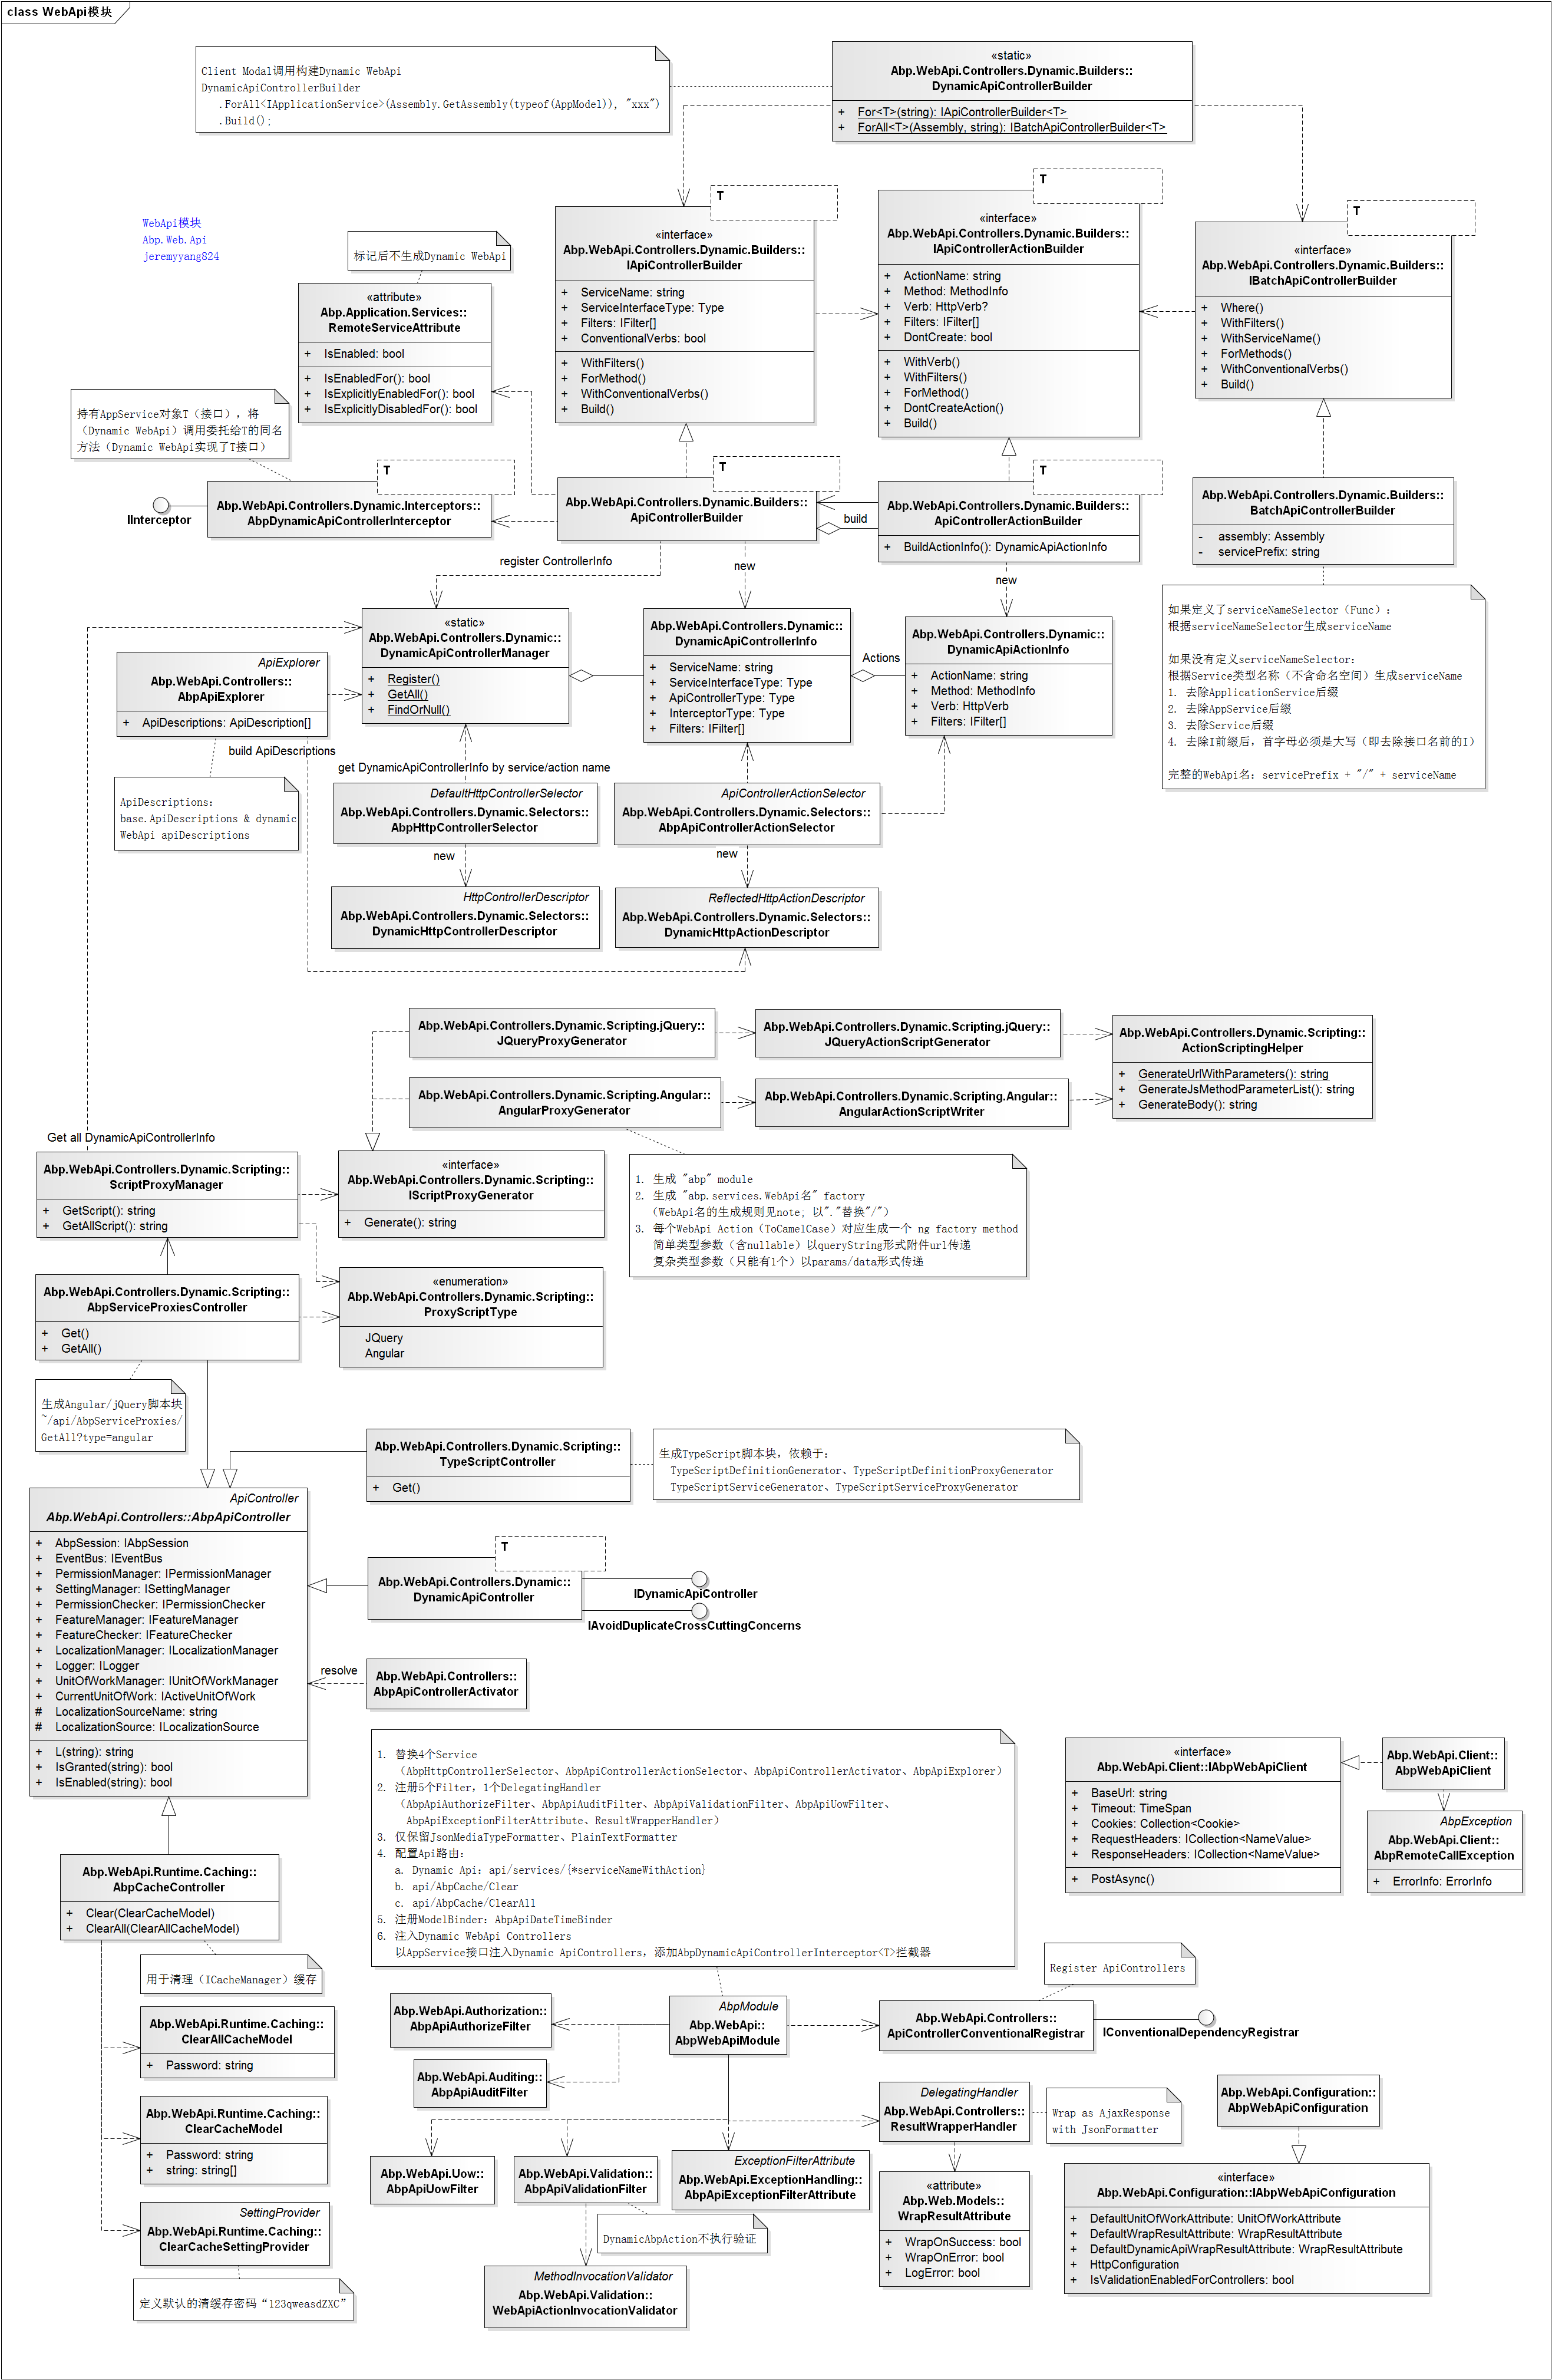 class WebApi模块
Client Modal调用构建Dynamic WebApi
DynamicApiControllerBuilder
.ForAll<IApplicationService>(Assembly.GetAssembly(typeof(AppModel)), "xxx")
.Build();
«static»
Abp.WebApi.Controllers.Dynamic.Builders::
DynamicApiControllerBuilder
+ For<T>(string): IApiControllerBuilder<T>
+ ForAll<T>(Assembly, string): IBatchApiControllerBuilder<T>
WebApi模块
Abp.Web.Api
jeremyyang824
标记后不生成Dynamic WebApi
«attribute»
Abp.Application.Services::
RemoteServiceAttribute
+ IsEnabled: bool
+ IsEnabledFor(): bool
+ IsExplicitlyEnabledFor(): bool
+ IsExplicitlyDisabledFor(): bool
T
«interface»
Abp.WebApi.Controllers.Dynamic.Builders::
IApiControllerBuilder
+ ServiceName: string
+ ServiceInterfaceType: Type
+ Filters: IFilter[]
+ ConventionalVerbs: bool
+ WithFilters()
+ ForMethod()
+ WithConventionalVerbs()
+ Build()
T
«interface»
Abp.WebApi.Controllers.Dynamic.Builders::
IApiControllerActionBuilder
+ ActionName: string
+ Method: MethodInfo
+ Verb: HttpVerb?
+ Filters: IFilter[]
+ DontCreate: bool
+ WithVerb()
+ WithFilters()
+ ForMethod()
+ DontCreateAction()
+ Build()
T
«interface»
Abp.WebApi.Controllers.Dynamic.Builders::
IBatchApiControllerBuilder
+ Where()
+ WithFilters()
+ WithServiceName()
+ ForMethods()
+ WithConventionalVerbs()
+ Build()
持有AppService对象T（接口），将
（Dynamic WebApi）调用委托给T的同名
方法（Dynamic WebApi实现了T接口）
IInterceptor
T
Abp.WebApi.Controllers.Dynamic.Interceptors::
AbpDynamicApiControllerInterceptor
T
Abp.WebApi.Controllers.Dynamic.Builders::
ApiControllerBuilder
build
T
Abp.WebApi.Controllers.Dynamic.Builders::
ApiControllerActionBuilder
+ BuildActionInfo(): DynamicApiActionInfo
Abp.WebApi.Controllers.Dynamic.Builders::
BatchApiControllerBuilder
- assembly: Assembly
- servicePrefix: string
register ControllerInfo
new
new
如果定义了serviceNameSelector（Func）：
根据serviceNameSelector生成serviceName
如果没有定义serviceNameSelector：
根据Service类型名称（不含命名空间）生成serviceName
1. 去除ApplicationService后缀
2. 去除AppService后缀
3. 去除Service后缀
4. 去除I前缀后，首字母必须是大写（即去除接口名前的I）
完整的WebApi名：servicePrefix + "/" + serviceName
«static»
Abp.WebApi.Controllers.Dynamic::
DynamicApiControllerManager
+ Register()
+ GetAll()
+ FindOrNull()
Abp.WebApi.Controllers.Dynamic::
DynamicApiControllerInfo
+ ServiceName: string
+ ServiceInterfaceType: Type
+ ApiControllerType: Type
+ InterceptorType: Type
+ Filters: IFilter[]
Actions
Abp.WebApi.Controllers.Dynamic::
DynamicApiActionInfo
+ ActionName: string
+ Method: MethodInfo
+ Verb: HttpVerb
+ Filters: IFilter[]
ApiExplorer
Abp.WebApi.Controllers::
AbpApiExplorer
+ ApiDescriptions: ApiDescription[]
build ApiDescriptions
ApiDescriptions:
base.ApiDescriptions & dynamic
WebApi apiDescriptions
get DynamicApiControllerInfo by service/action name
DefaultHttpControllerSelector
Abp.WebApi.Controllers.Dynamic.Selectors::
AbpHttpControllerSelector
ApiControllerActionSelector
Abp.WebApi.Controllers.Dynamic.Selectors::
AbpApiControllerActionSelector
new
new
HttpControllerDescriptor
Abp.WebApi.Controllers.Dynamic.Selectors::
DynamicHttpControllerDescriptor
ReflectedHttpActionDescriptor
Abp.WebApi.Controllers.Dynamic.Selectors::
DynamicHttpActionDescriptor
Abp.WebApi.Controllers.Dynamic.Scripting.jQuery::
JQueryProxyGenerator
Abp.WebApi.Controllers.Dynamic.Scripting.jQuery::
JQueryActionScriptGenerator
Abp.WebApi.Controllers.Dynamic.Scripting::
ActionScriptingHelper
+ GenerateUrlWithParameters(): string
+ GenerateJsMethodParameterList(): string
+ GenerateBody(): string
Abp.WebApi.Controllers.Dynamic.Scripting.Angular::
AngularProxyGenerator
Abp.WebApi.Controllers.Dynamic.Scripting.Angular::
AngularActionScriptWriter
Get all DynamicApiControllerInfo
Abp.WebApi.Controllers.Dynamic.Scripting::
ScriptProxyManager
+ GetScript(): string
+ GetAllScript(): string
«interface»
Abp.WebApi.Controllers.Dynamic.Scripting::
IScriptProxyGenerator
+ Generate(): string
1. 生成 "abp" module
2. 生成 "abp.services.WebApi名" factory
（WebApi名的生成规则见note; 以"."替换"/"）
3. 每个WebApi Action（ToCamelCase）对应生成一个 ng factory method
简单类型参数（含nullable）以queryString形式附件url传递
复杂类型参数（只能有1个）以params/data形式传递
Abp.WebApi.Controllers.Dynamic.Scripting::
AbpServiceProxiesController
+ Get()
+ GetAll()
«enumeration»
Abp.WebApi.Controllers.Dynamic.Scripting::
ProxyScriptType
JQuery
Angular
生成Angular/jQuery脚本块
~/api/AbpServiceProxies/
GetAll?type=angular
Abp.WebApi.Controllers.Dynamic.Scripting::
TypeScriptController
+ Get()
生成TypeScript脚本块，依赖于：
TypeScriptDefinitionGenerator、TypeScriptDefinitionProxyGenerator
TypeScriptServiceGenerator、TypeScriptServiceProxyGenerator
ApiController
Abp.WebApi.Controllers::AbpApiController
+ AbpSession: IAbpSession
+ EventBus: IEventBus
+ PermissionManager: IPermissionManager
+ SettingManager: ISettingManager
+ PermissionChecker: IPermissionChecker
+ FeatureManager: IFeatureManager
+ FeatureChecker: IFeatureChecker
+ LocalizationManager: ILocalizationManager
+ Logger: ILogger
+ UnitOfWorkManager: IUnitOfWorkManager
+ CurrentUnitOfWork: IActiveUnitOfWork
# LocalizationSourceName: string
# LocalizationSource: ILocalizationSource
+ L(string): string
+ IsGranted(string): bool
+ IsEnabled(string): bool
T
Abp.WebApi.Controllers.Dynamic::
DynamicApiController
IDynamicApiController
IAvoidDuplicateCrossCuttingConcerns
resolve
Abp.WebApi.Controllers::
AbpApiControllerActivator
1. 替换4个Service
（AbpHttpControllerSelector、AbpApiControllerActionSelector、AbpApiControllerActivator、AbpApiExplorer）
2. 注册5个Filter，1个DelegatingHandler
（AbpApiAuthorizeFilter、AbpApiAuditFilter、AbpApiValidationFilter、AbpApiUowFilter、
AbpApiExceptionFilterAttribute、ResultWrapperHandler）
3. 仅保留JsonMediaTypeFormatter、PlainTextFormatter
4. 配置Api路由：
a. Dynamic Api：api/services/{*serviceNameWithAction}
b. api/AbpCache/Clear
c. api/AbpCache/ClearAll
5. 注册ModelBinder：AbpApiDateTimeBinder
6. 注入Dynamic WebApi Controllers
以AppService接口注入Dynamic ApiControllers，添加AbpDynamicApiControllerInterceptor<T>拦截器
«interface»
Abp.WebApi.Client::IAbpWebApiClient
+ BaseUrl: string
+ Timeout: TimeSpan
+ Cookies: Collection<Cookie>
+ RequestHeaders: ICollection<NameValue>
+ ResponseHeaders: ICollection<NameValue>
+ PostAsync()
Abp.WebApi.Client::
AbpWebApiClient
AbpException
Abp.WebApi.Client::
AbpRemoteCallException
+ ErrorInfo: ErrorInfo
Abp.WebApi.Runtime.Caching::
AbpCacheController
+ Clear(ClearCacheModel)
+ ClearAll(ClearAllCacheModel)
用于清理（ICacheManager）缓存
Abp.WebApi.Runtime.Caching::
ClearAllCacheModel
+ Password: string
Abp.WebApi.Runtime.Caching::
ClearCacheModel
+ Password: string
+ string: string[]
SettingProvider
Abp.WebApi.Runtime.Caching::
ClearCacheSettingProvider
定义默认的清缓存密码“123qweasdZXC”
Register ApiControllers
Abp.WebApi.Authorization::
AbpApiAuthorizeFilter
AbpModule
Abp.WebApi::
AbpWebApiModule
Abp.WebApi.Controllers::
ApiControllerConventionalRegistrar
IConventionalDependencyRegistrar
Abp.WebApi.Auditing::
AbpApiAuditFilter
DelegatingHandler
Abp.WebApi.Controllers::
ResultWrapperHandler
Wrap as AjaxResponse
with JsonFormatter
Abp.WebApi.Configuration::
AbpWebApiConfiguration
Abp.WebApi.Uow::
AbpApiUowFilter
Abp.WebApi.Validation::
AbpApiValidationFilter
ExceptionFilterAttribute
Abp.WebApi.ExceptionHandling::
AbpApiExceptionFilterAttribute
«attribute»
Abp.Web.Models::
WrapResultAttribute
+ WrapOnSuccess: bool
+ WrapOnError: bool
+ LogError: bool
«interface»
Abp.WebApi.Configuration::IAbpWebApiConfiguration
+ DefaultUnitOfWorkAttribute: UnitOfWorkAttribute
+ DefaultWrapResultAttribute: WrapResultAttribute
+ DefaultDynamicApiWrapResultAttribute: WrapResultAttribute
+ HttpConfiguration
+ IsValidationEnabledForControllers: bool
DynamicAbpAction不执行验证
MethodInvocationValidator
Abp.WebApi.Validation::
WebApiActionInvocationValidator